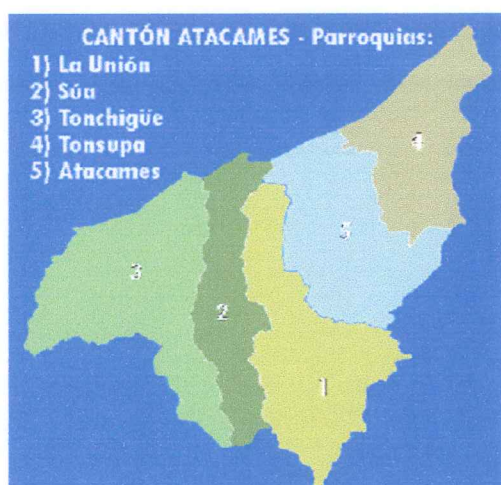 CANTÓN ATACAMES - Parroquias:
1) La Unión
2) Súa
3) Tonchigüe
4) Tonsupa
5) Atacames
4
5
3
2
1